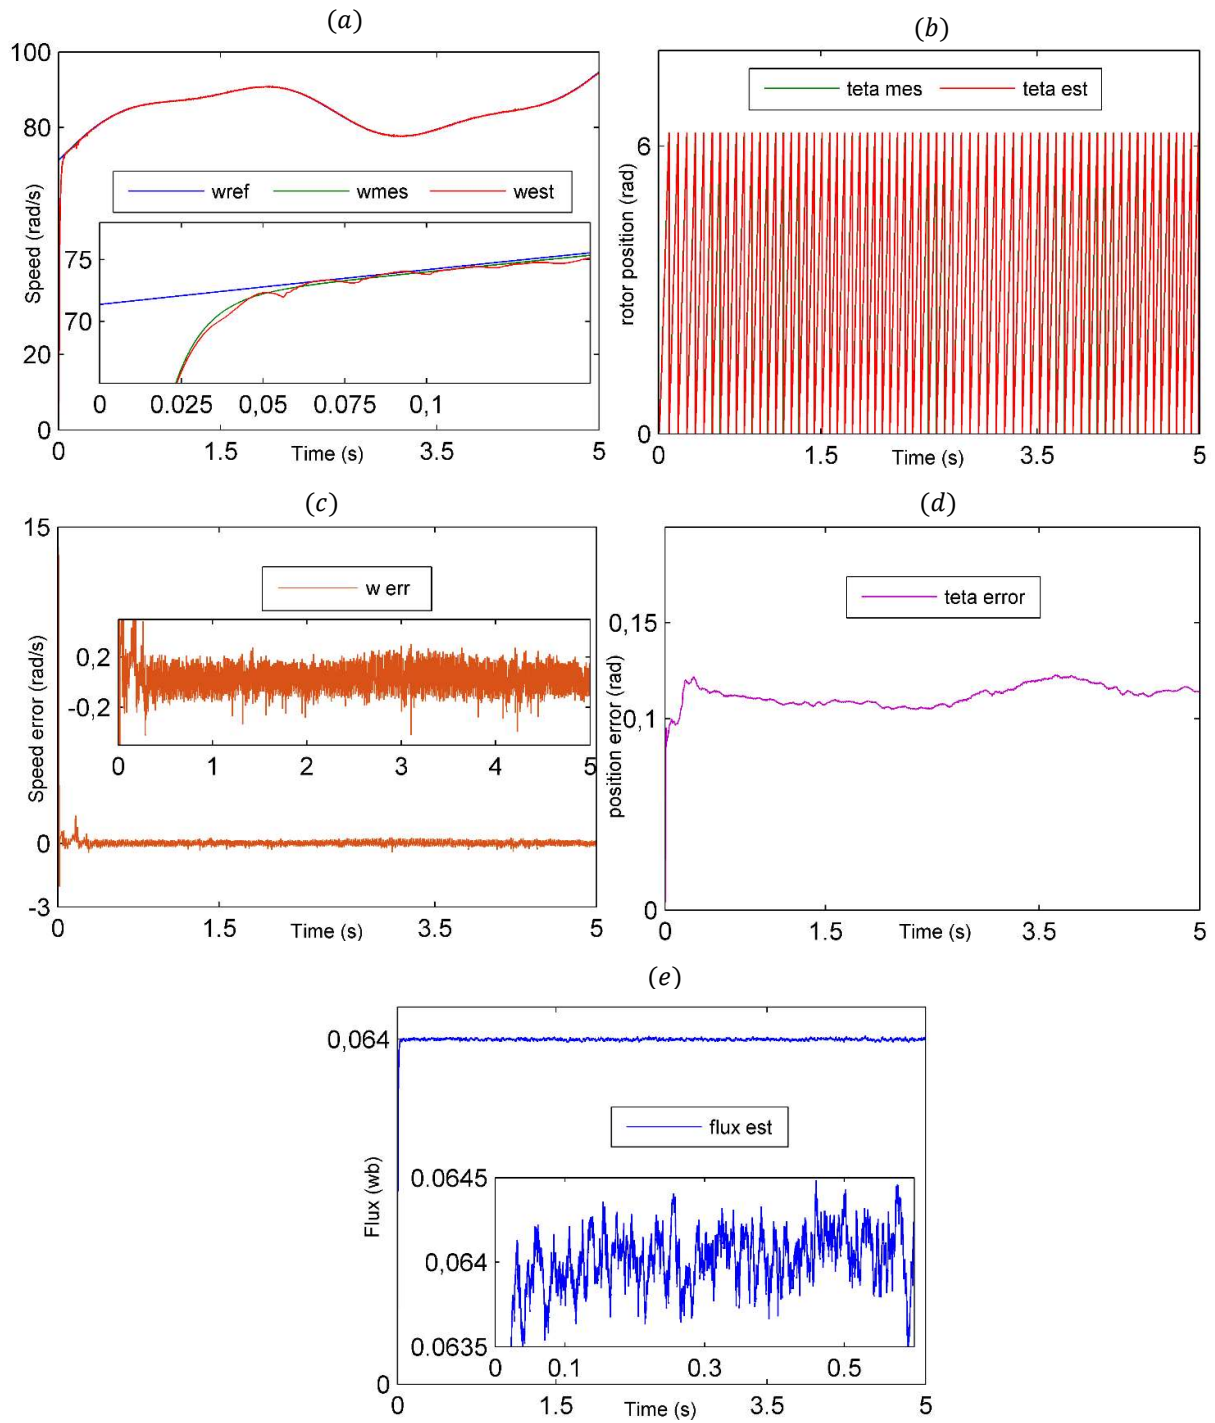 (a)
100
80
20
0
Speed (rad/s)
wref wmes west
75
70
0 0.025 0,05 0.075 0,1
0 1.5 3.5 5
Time (s)
(b)
teta mes teta est
6
0
rotor position (rad)
0 1.5 3.5 5
Time (s)
(c)
15
0
-3
Speed error (rad/s)
w err
0,2
-0,2
0 1 2 3 4 5
0 1.5 3.5 5
Time (s)
(d)
teta error
0,15
0,1
0
position error (rad)
0 1.5 3.5 5
Time (s)
(e)
0,064
0
Flux (wb)
flux est
0.0645
0,064
0.0635
0 0.1 0.3 0.5
0 1.5 3.5 5
Time (s)